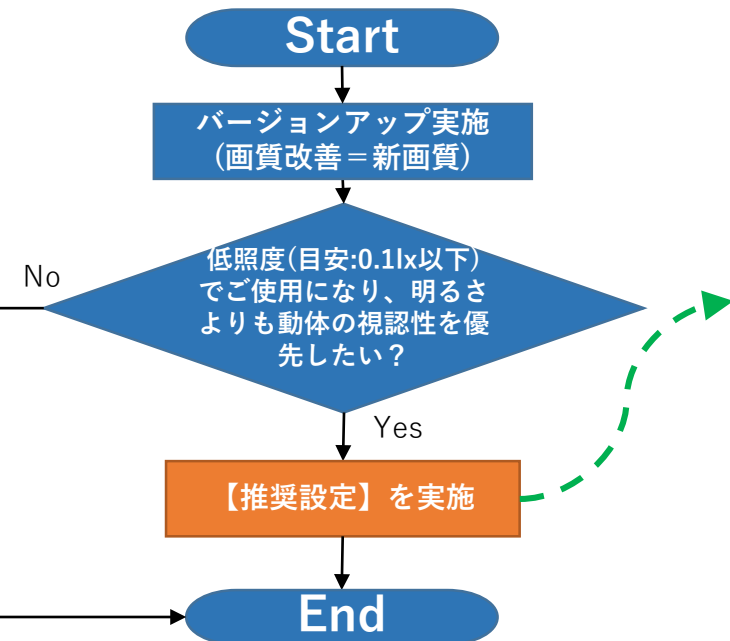 Start
バージョンアップ実施
(画質改善＝新画質)
低照度(目安:0.1lx以下)
でご使用になり、明るさ
よりも動体の視認性を優
先したい？
No
Yes
【推奨設定】を実施
End